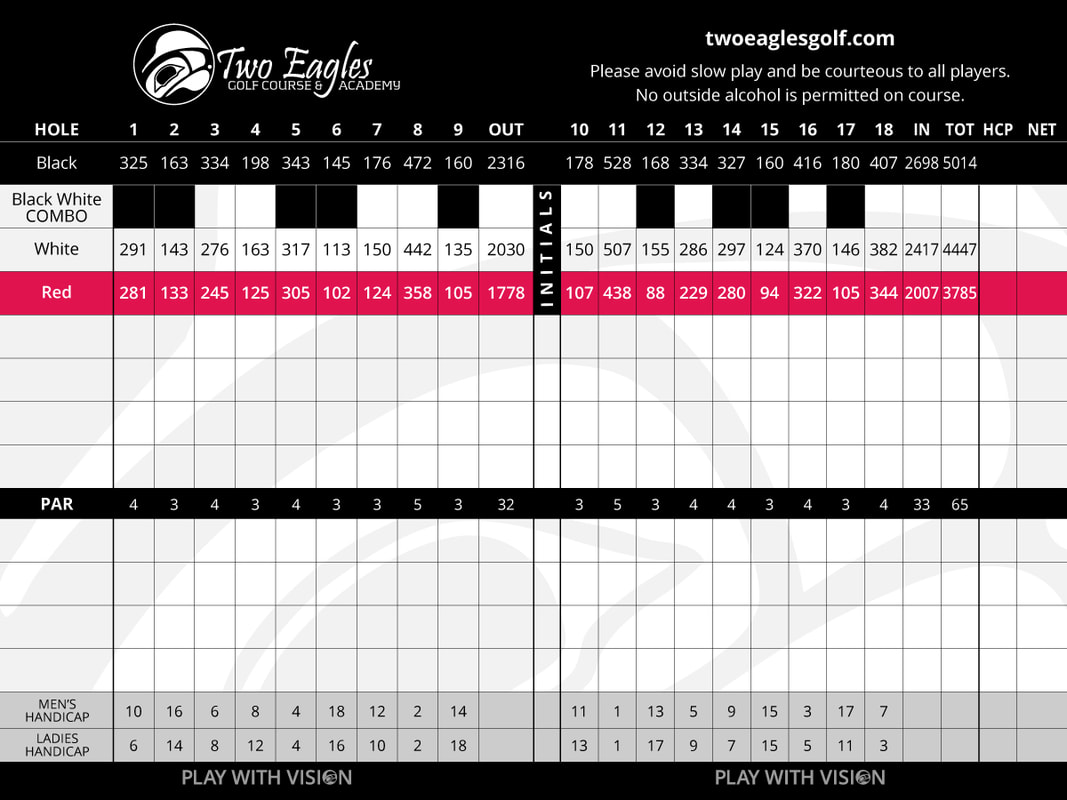 Two Eagles
GOLF COURSE & ACADEMY
twoeaglesgolf.com
Please avoid slow play and be courteous to all players.
No outside alcohol is permitted on course.
HOLE 1 2 3 4 5 6 7 8 9 OUT 10 11 12 13 14 15 16 17 18 IN TOT HCP NET
Black 325 163 334 198 343 145 176 472 160 2316 178 528 168 334 327 160 416 180 407 2698 5014
Black White
COMBO
INITIALS
White 291 143 276 163 317 113 150 442 135 2030 150 507 155 286 297 124 370 146 382 2417 4447
Red 281 133 245 125 305 102 124 358 105 1778 107 438 88 229 280 94 322 105 344 2007 3785
PAR 4 3 4 3 4 3 3 5 3 32 3 5 3 4 4 3 4 3 4 33 65
MEN'S
HANDICAP 10 16 6 8 4 18 12 2 14 11 1 13 5 9 15 3 17 7
LADIES
HANDICAP 6 14 8 12 4 16 10 2 18 13 1 17 9 7 15 5 11 3
PLAY WITH VISION PLAY WITH VISION